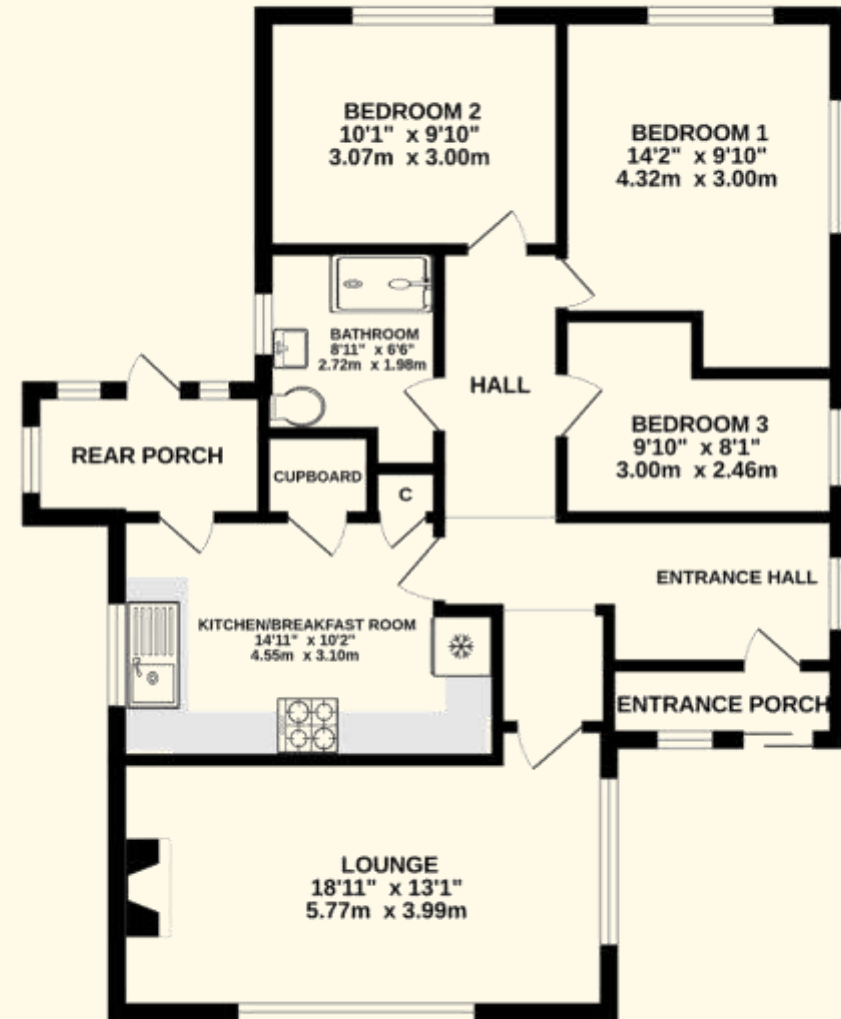 BEDROOM 2
10'1" x 9'10"
3.07m x 3.00m
BEDROOM 1
14'2" x 9'10"
4.32m x 3.00m
BATHROOM
8'11" x 6'6"
2.72m x 1.98m
HALL
BEDROOM 3
9'10" x 8'1"
3.00m x 2.46m
REAR PORCH
CUPBOARD
C
ENTRANCE HALL
KITCHEN/BREAKFAST ROOM
14'11" x 10'2"
4.55m x 3.10m
ENTRANCE PORCH
LOUNGE
18'11" x 13'1"
5.77m x 3.99m